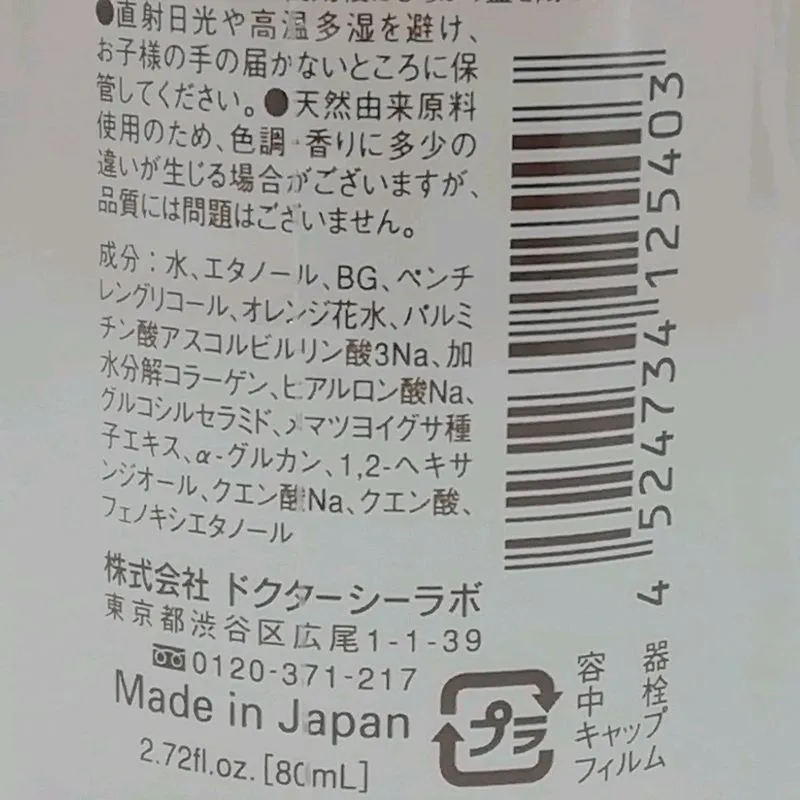 ●直射日光や高温多湿を避け、
お子様の手の届かないところに保
管してください。●天然由来原料
使用のため、色調・香りに多少の
違いが生じる場合がございますが、
品質には問題はございません。
成分：水、エタノール、BG、ペンチ
レングリコール、オレンジ花水、パルミ
チン酸アスコルビルリン酸3Na、加
水分解コラーゲン、ヒアルロン酸Na、
グルコシルセラミド、メマツヨイグサ種
子エキス、α-グルカン、1,2-ヘキサ
ンジオール、クエン酸Na、クエン酸、
フェノキシエタノール
株式会社 ドクターシーラボ
東京都渋谷区広尾1-1-39
0120-371-217
Made in Japan
2.72fl.oz. [80mL]
4 524734 125403
プラ
容器
中栓
キャップ
フィルム